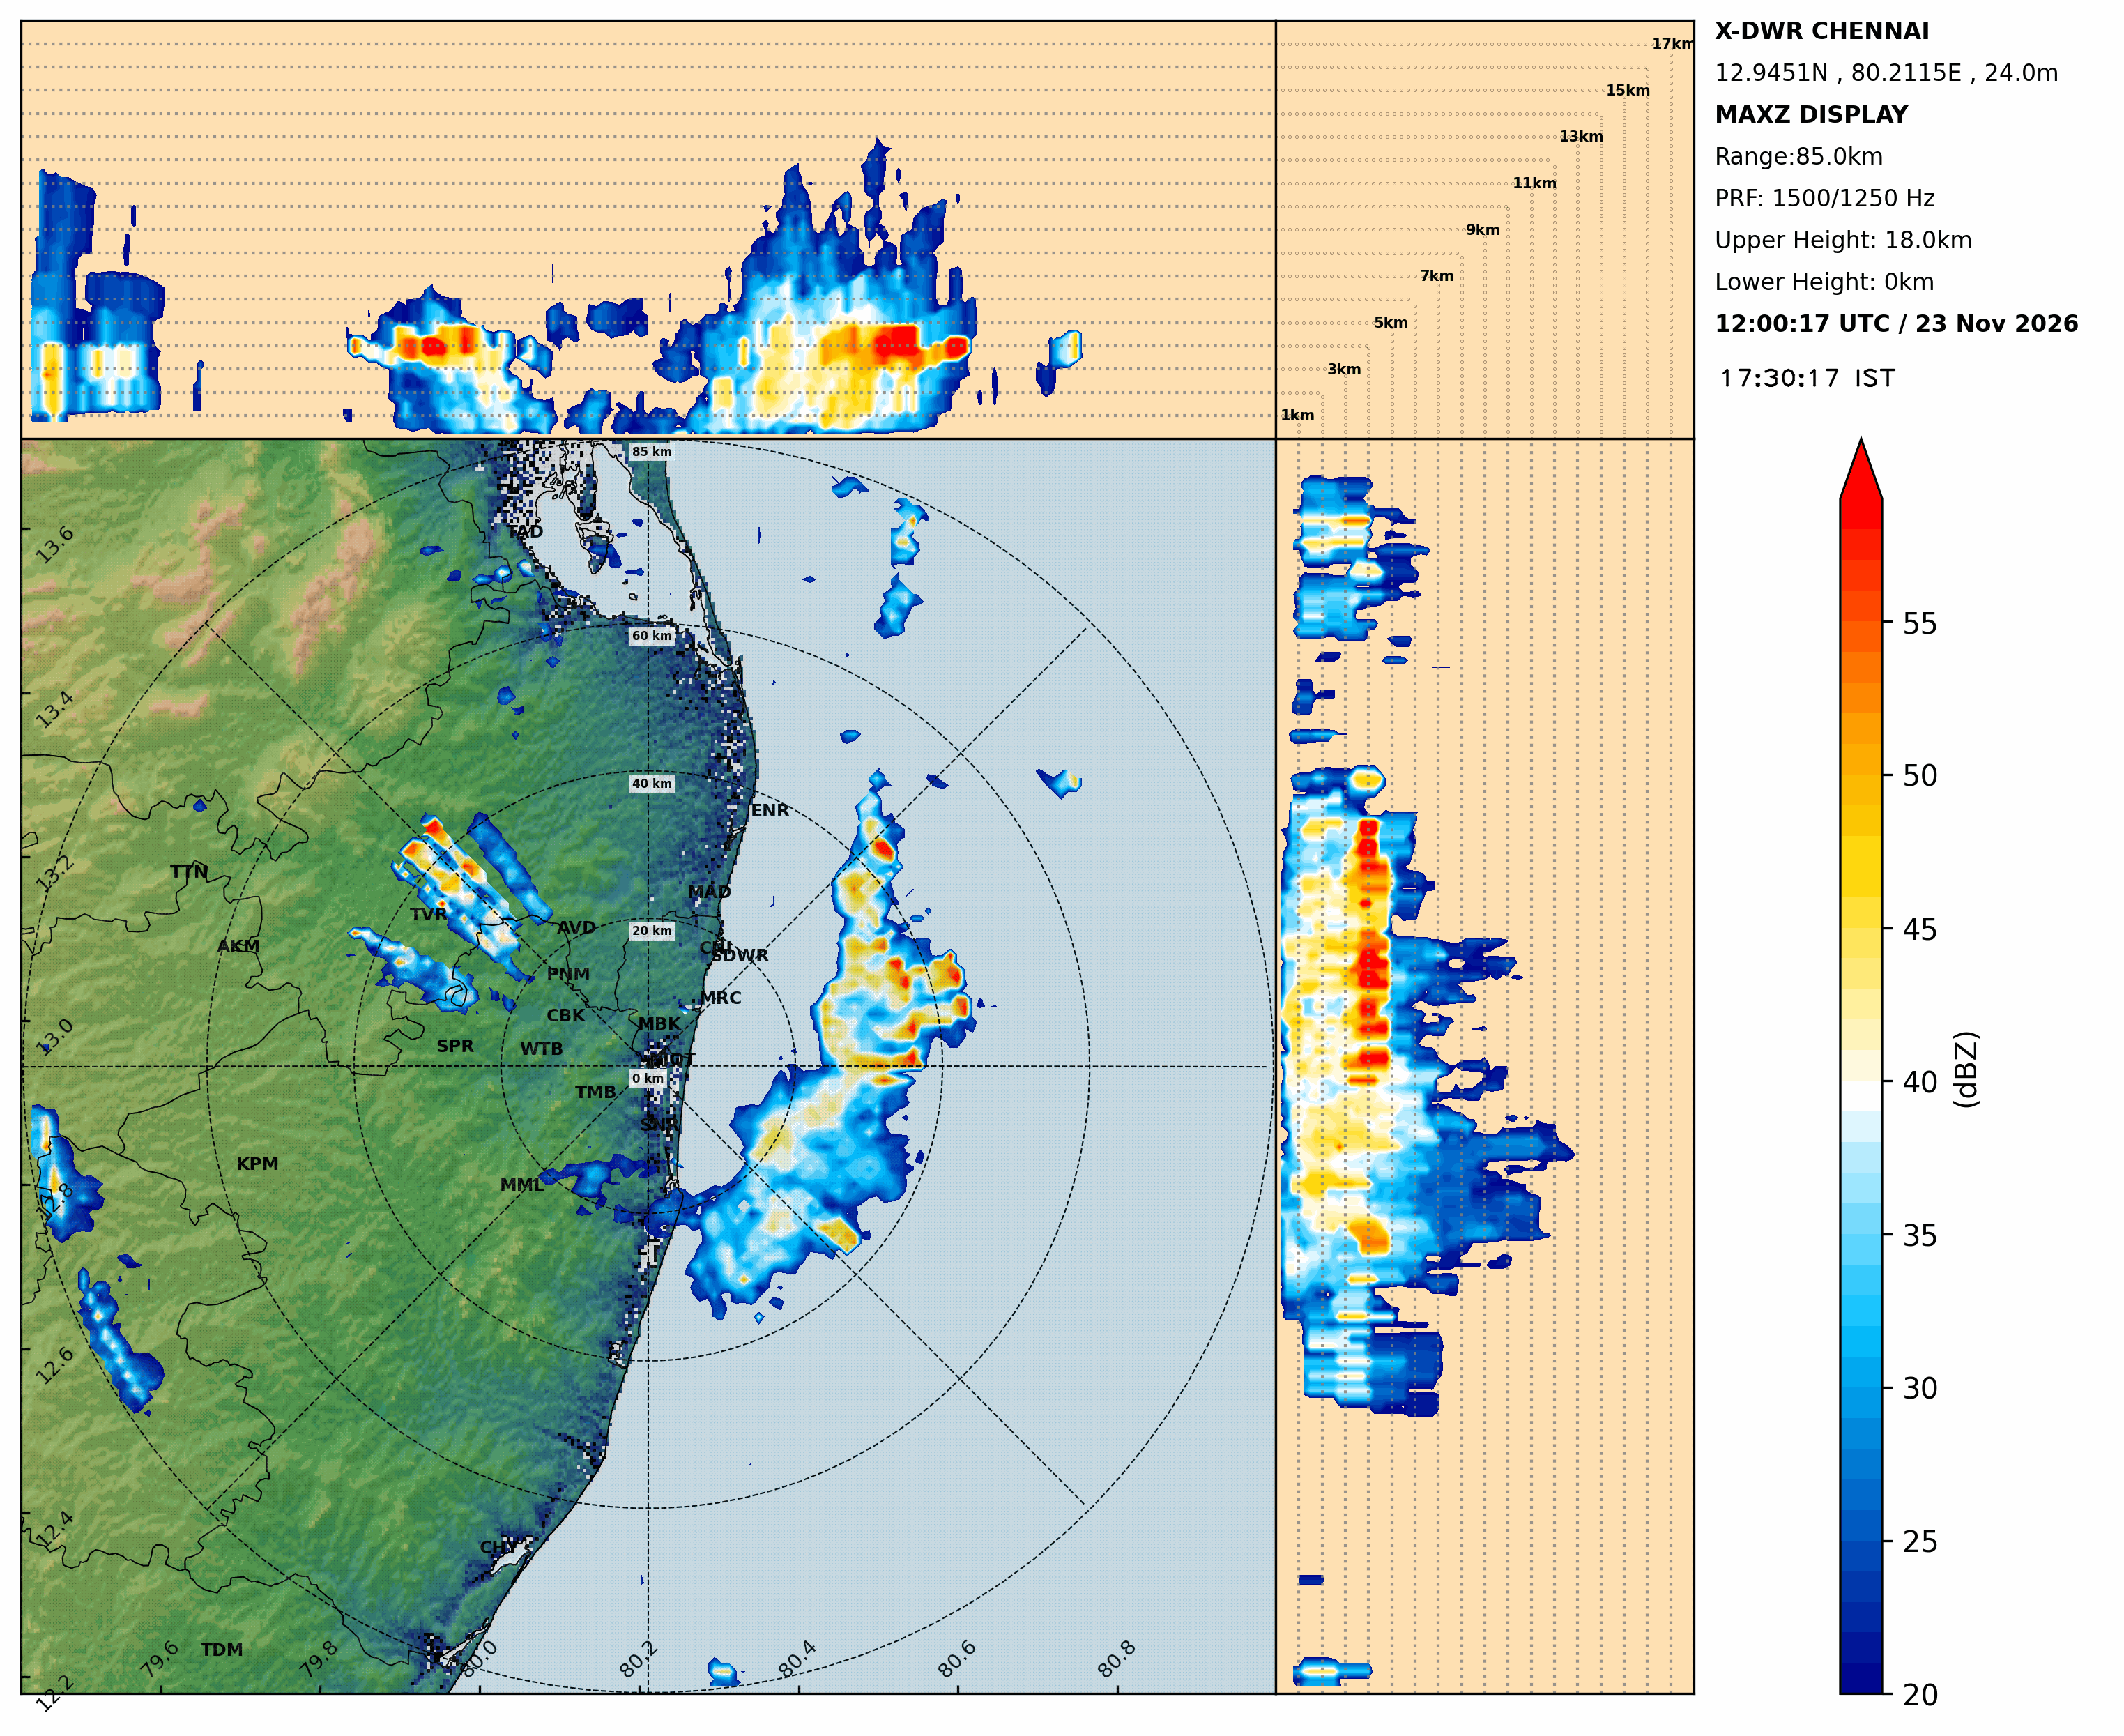 17km
15km
13km
11km
9km
7km
5km
3km
1km
X-DWR CHENNAI
12.9451N , 80.2115E , 24.0m
MAXZ DISPLAY
Range:85.0km
PRF: 1500/1250 Hz
Upper Height: 18.0km
Lower Height: 0km
12:00:17 UTC / 23 Nov 2026
17:30:17 IST
85 km
TAD
13.6
60 km
13.4
40 km
ENR
13.2
TTN
MAD
TVR
AVD
20 km
AKM
CNI
SDWR
PNM
MRC
CBK
MBK
13.0
SPR
WTB
MOT
0 km
TMB
SNR
KPM
MML
12.8
12.6
12.4
CHY
TDM
12.2
79.6
79.8
80.0
80.2
80.4
80.6
80.8
55
50
45
40
35
30
25
20
(dBZ)